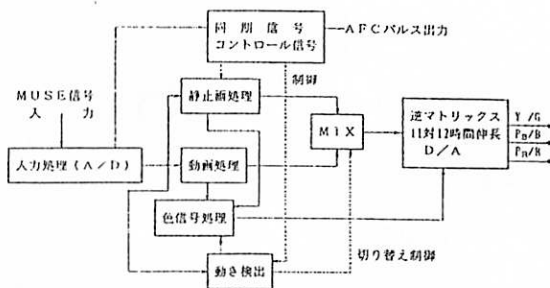 同期信号
コントロール信号
AFCパルス出力
制御
MUSE信号
入力
静止画処理
MIX
逆マトリックス
11対12時間伸長
D/A
Y/G
PB/B
PR/R
入力処理(A/D)
動画処理
色信号処理
切り替え制御
動き検出